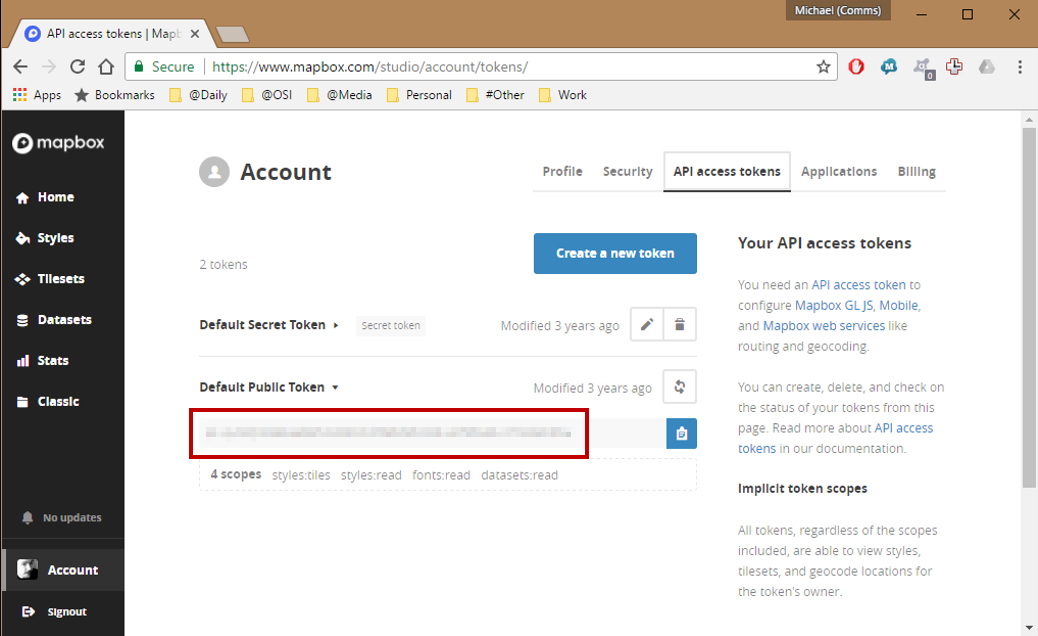 Michael (Comms)
API access tokens | Mapb
Secure https://www.mapbox.com/studio/account/tokens/
0
Apps Bookmarks @Daily @OSI @Media Personal #Other Work
mapbox
Home
Styles
Tilesets
Datasets
Stats
Classic
No updates
Account
Signout
Account
Profile Security API access tokens Applications Billing
2 tokens
Create a new token
Default Secret Token Secret token Modified 3 years ago
Default Public Token Modified 3 years ago
4 scopes styles:tiles styles:read fonts:read datasets:read
Your API access tokens
You need an API access token to
configure Mapbox GL JS, Mobile,
and Mapbox web services like
routing and geocoding.
You can create, delete, and check on
the status of your tokens from this
page. Read more about API access
tokens in our documentation.
Implicit token scopes
All tokens, regardless of the scopes
included, are able to view styles,
tilesets, and geocode locations for
the token's owner.